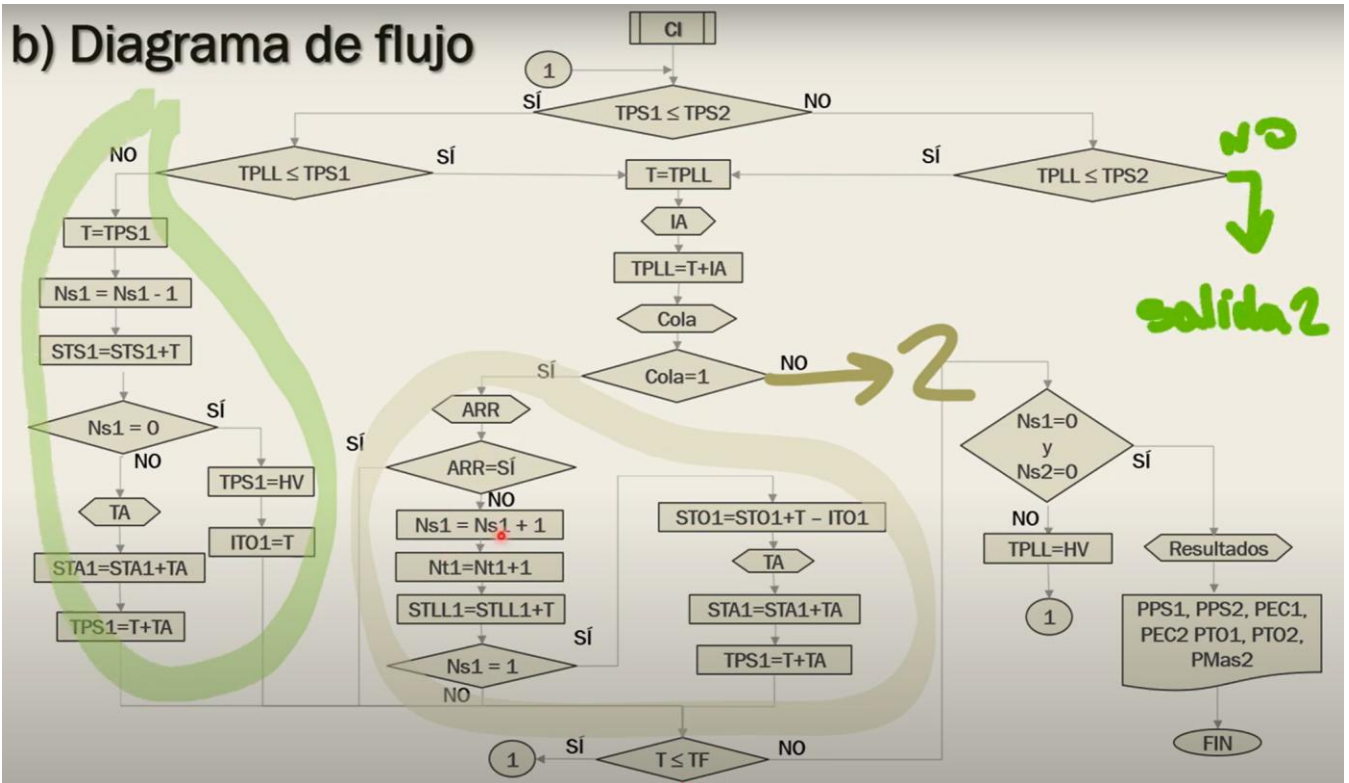 b) Diagrama de flujo
CI
1
SÍ
TPS1 ≤ TPS2
NO
NO
TPLL ≤ TPS1
SÍ
T=TPLL
SÍ
TPLL ≤ TPS2
NO
salida 2
T=TPS1
Ns1 = Ns1 - 1
STS1=STS1+T
Ns1 = 0
SÍ
NO
TA
STA1=STA1+TA
TPS1=T+TA
TPS1=HV
ITO1=T
IA
TPLL=T+IA
Cola
SÍ
Cola=1
NO
2
ARR
SÍ
ARR=SÍ
NO
Ns1 = Ns1 + 1
Nt1=Nt1+1
STLL1=STLL1+T
Ns1 = 1
SÍ
NO
STO1=STO1+T – ITO1
TA
STA1=STA1+TA
TPS1=T+TA
1
SÍ
T ≤ TF
NO
Ns1=0
y
Ns2=0
SÍ
NO
TPLL=HV
1
Resultados
PPS1, PPS2, PEC1,
PEC2 PTO1, PTO2,
PMas2
FIN